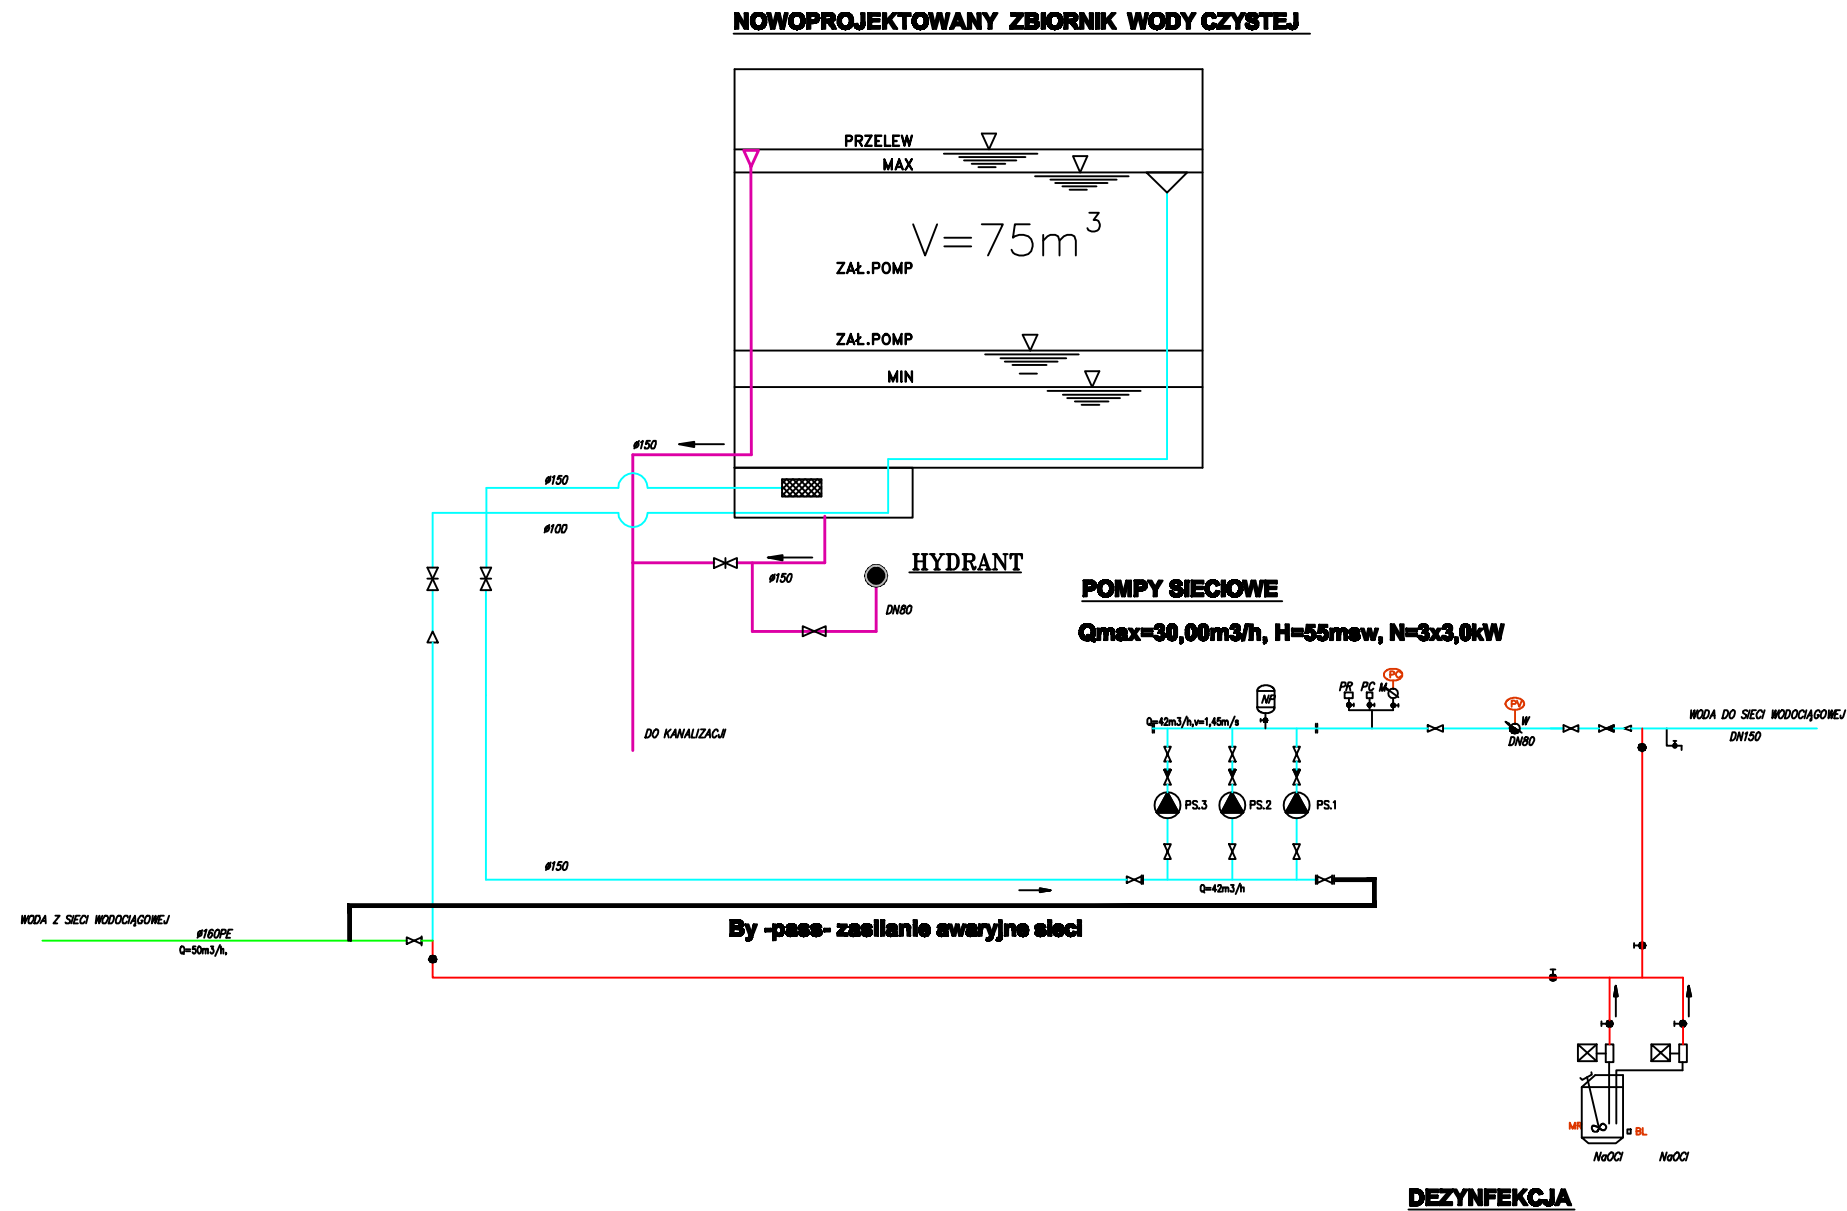 NOWOPROJEKTOWANY ZBIORNIK WODY CZYSTEJ
PRZELEW
MAX
V=75m³
ZAŁ.POMP
ZAŁ.POMP
MIN
ø150
ø150
ø100
ø150
HYDRANT
DN80
POMPY SIECIOWE
Qmax=30,00m3/h, H=55msw, N=3x3,0kW
PC
PR PC M
NP
PV
W
DN80
Q=42m3/h,v=1,45m/s
WODA DO SIECI WODOCIĄGOWEJ
DN150
DO KANALIZACJI
PS.3 PS.2 PS.1
ø150
Q=42m3/h
WODA Z SIECI WODOCIĄGOWEJ
ø160PE
Q=50m3/h,
By -pass- zasilanie awaryjne sieci
MR
BL
NaOCl NaOCl
DEZYNFEKCJA